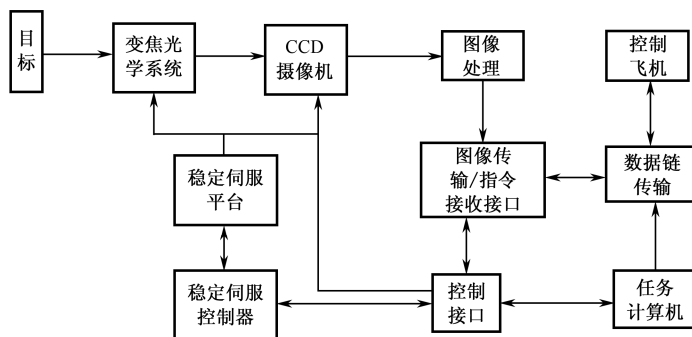 目
标
变焦光
学系统
CCD
摄像机
图像
处理
控制
飞机
图像传
输/指令
接收接口
数据链
传输
稳定伺服
平台
稳定伺服
控制器
控制
接口
任务
计算机